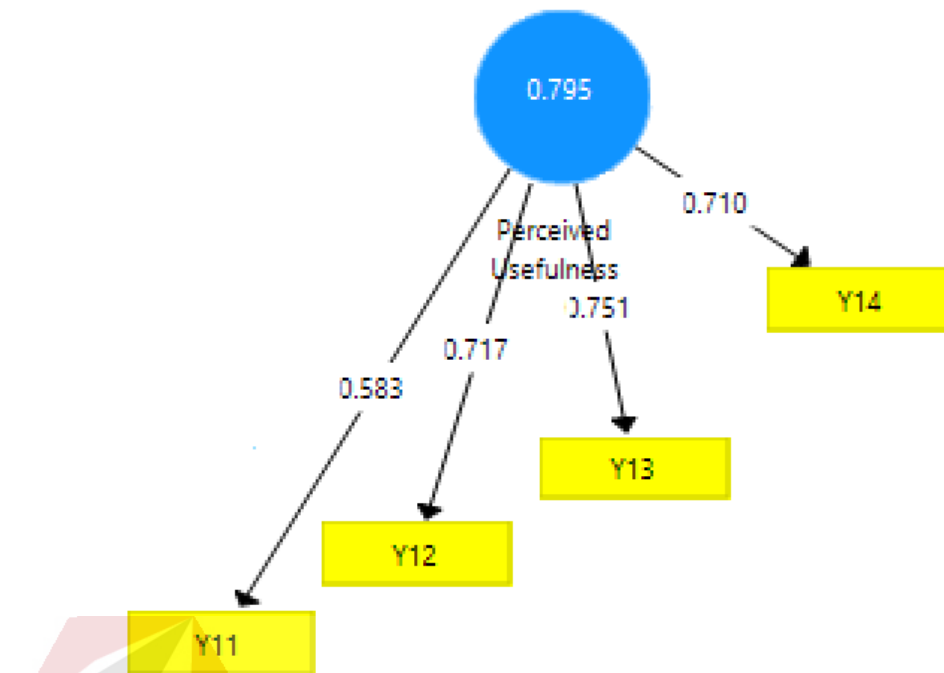 0.795
0.710
Perceived
Usefulness
0.751
Y14
0.717
0.583
Y13
Y12
Y11